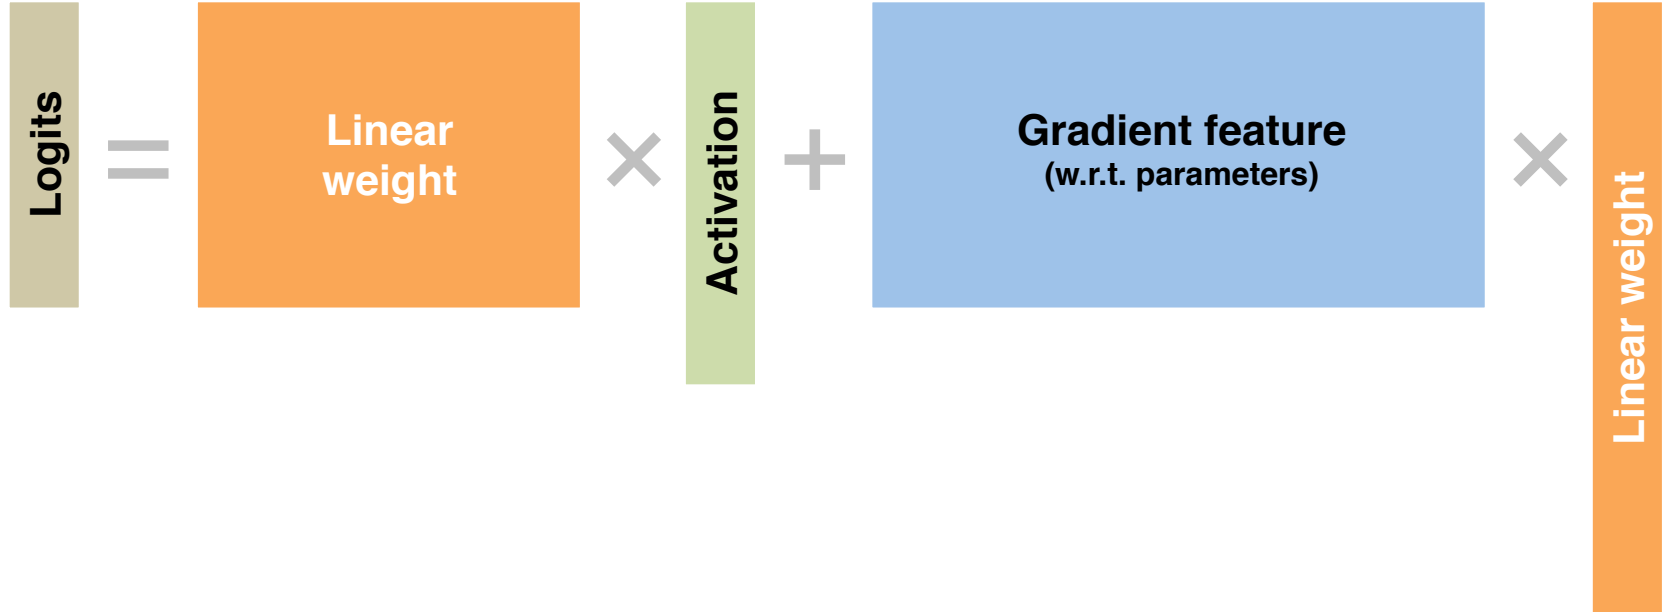 Logits
=
Linear
weight
×
Activation
+
Gradient feature
(w.r.t. parameters)
×
Linear weight